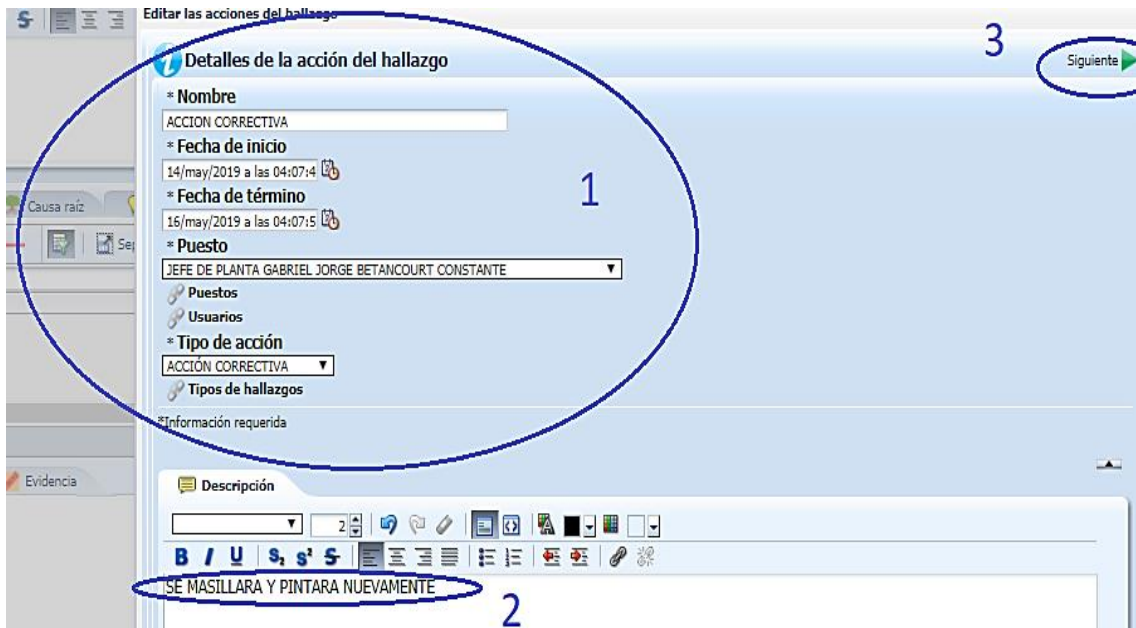 Editar las acciones del hallazgo
3
Siguiente
Detalles de la acción del hallazgo
* Nombre
ACCION CORRECTIVA
* Fecha de inicio
14/may/2019 a las 04:07:4
1
* Fecha de término
16/may/2019 a las 04:07:5
Causa raíz
* Puesto
JEFE DE PLANTA GABRIEL JORGE BETANCOURT CONSTANTE
Puestos
Usuarios
* Tipo de acción
ACCIÓN CORRECTIVA
Tipos de hallazgos
*Información requerida
Evidencia
Descripción
2
B I U S₂ S² S
SE MASILLARA Y PINTARA NUEVAMENTE
2